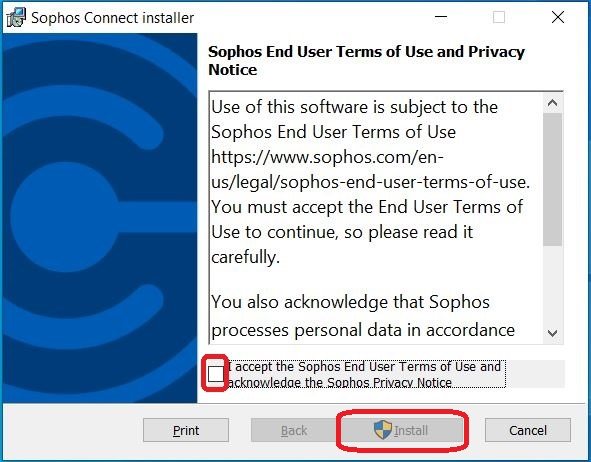 Sophos Connect installer
Sophos End User Terms of Use and Privacy
Notice
Use of this software is subject to the
Sophos End User Terms of Use
https://www.sophos.com/en-
us/legal/sophos-end-user-terms-of-use.
You must accept the End User Terms of
Use to continue, so please read it
carefully.
You also acknowledge that Sophos
processes personal data in accordance
I accept the Sophos End User Terms of Use and
acknowledge the Sophos Privacy Notice
Print
Back
Install
Cancel